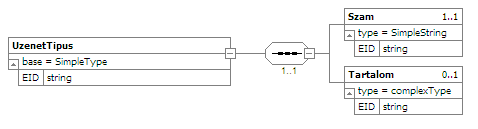 UzenetTipus
base = SimpleType
EID string
1..1
Szam 1..1
type = SimpleString
EID string
Tartalom 0..1
type = complexType
EID string